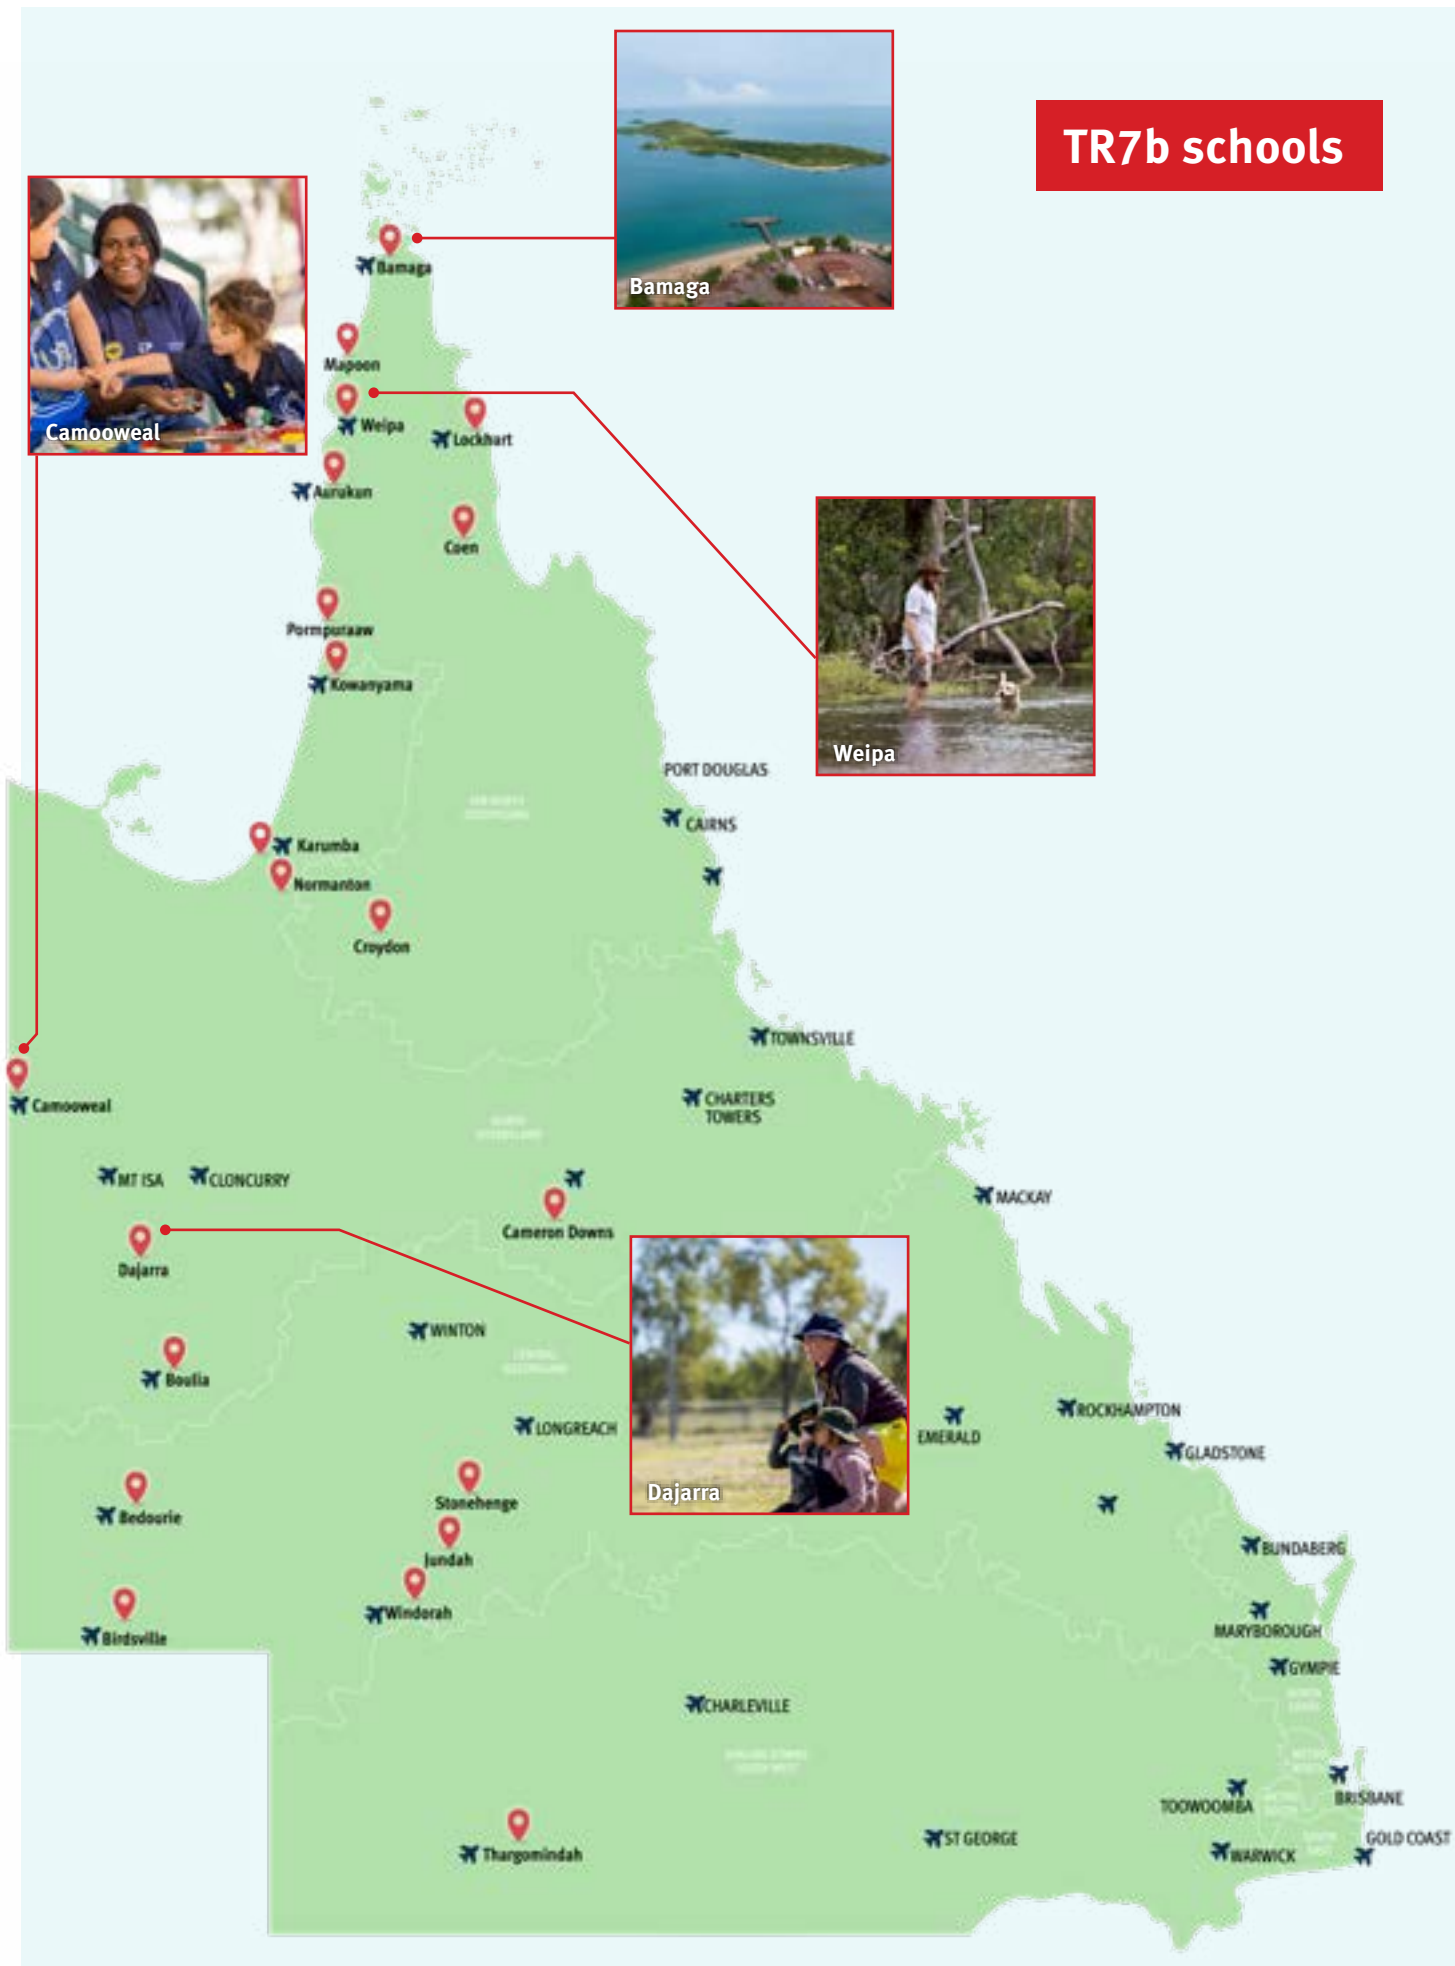 TR7b schools
Bamaga
Camooweal
Bamaga
Mapoon
Weipa
Lockhart
Aurukun
Coen
Pormpuraaw
Kowanyama
Weipa
PORT DOUGLAS
CAIRNS
Karumba
Normanton
Croydon
TOWNSVILLE
Camooweal
CHARTERS
TOWERS
MT ISA
CLONCURRY
MACKAY
Cameron Downs
Dajarra
WINTON
Boulia
LONGREACH
EMERALD
ROCKHAMPTON
GLADSTONE
Dajarra
Stonehenge
Bedourie
Jundah
BUNDABERG
Windorah
Birdsville
MARYBOROUGH
GYMPIE
CHARLEVILLE
TOOWOOMBA
BRISBANE
ST GEORGE
GOLD COAST
WARWICK
Thargomindah